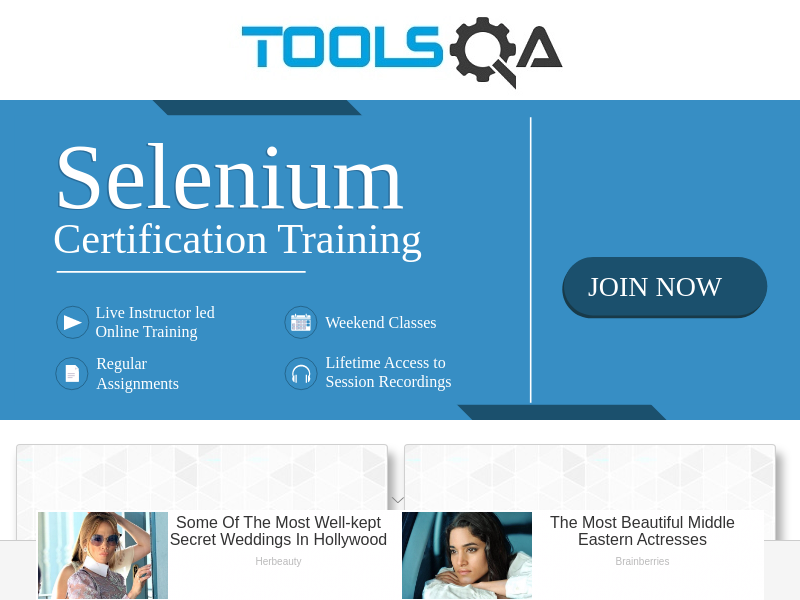 TOOLSQA
Selenium
Certification Training
JOIN NOW
Live Instructor led
Online Training
Weekend Classes
Regular
Assignments
Lifetime Access to
Session Recordings
Some Of The Most Well-kept
Secret Weddings In Hollywood
Herbeauty
The Most Beautiful Middle
Eastern Actresses
Brainberries